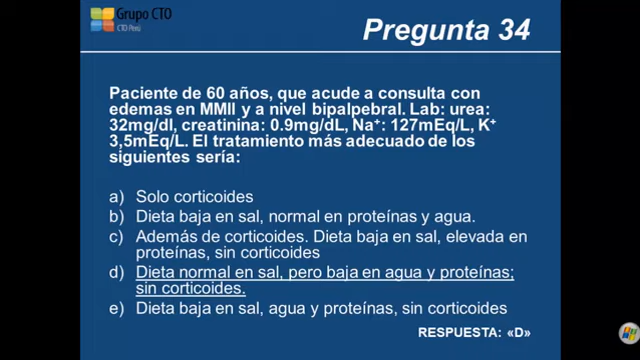 Grupo CTO
CTO Perú
Pregunta 34
Paciente de 60 años, que acude a consulta con
edemas en MMII y a nivel bipalpebral. Lab: urea:
32mg/dl, creatinina: 0.9mg/dL, Na+: 127mEq/L, K+
3,5mEq/L. El tratamiento más adecuado de los
siguientes sería:
a) Solo corticoides
b) Dieta baja en sal, normal en proteínas y agua.
c) Además de corticoides. Dieta baja en sal, elevada en
proteínas, sin corticoides
d) Dieta normal en sal, pero baja en agua y proteínas;
sin corticoides.
e) Dieta baja en sal, agua y proteínas, sin corticoides
RESPUESTA: «D»